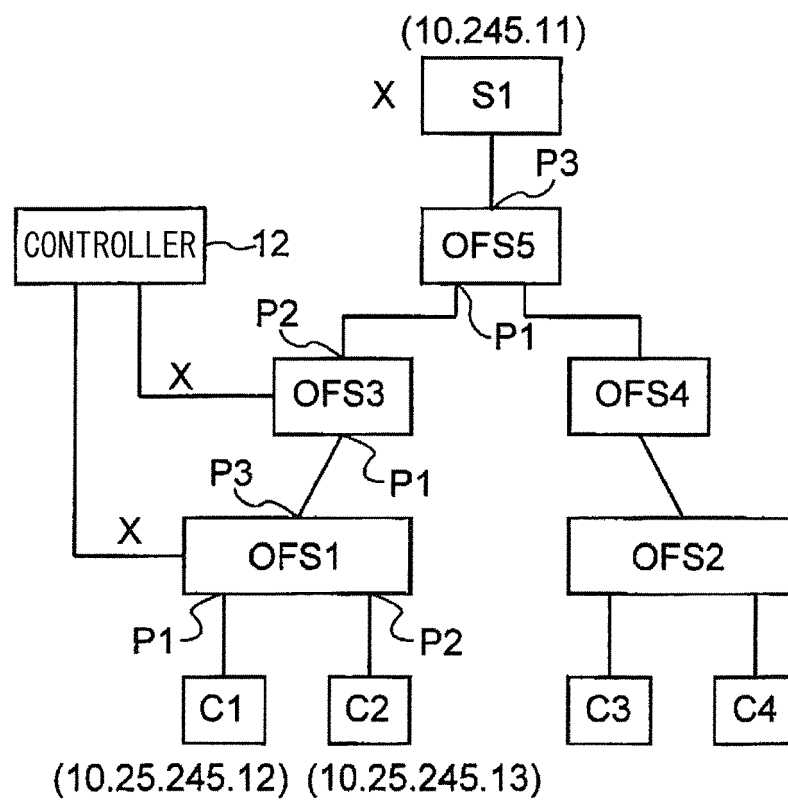 (10.245.11)
X S1
P3
CONTROLLER 12
OFS5
P2 P1
X OFS3 OFS4
P3 P1
X OFS1 OFS2
P1 P2
C1 C2 C3 C4
(10.25.245.12) (10.25.245.13)